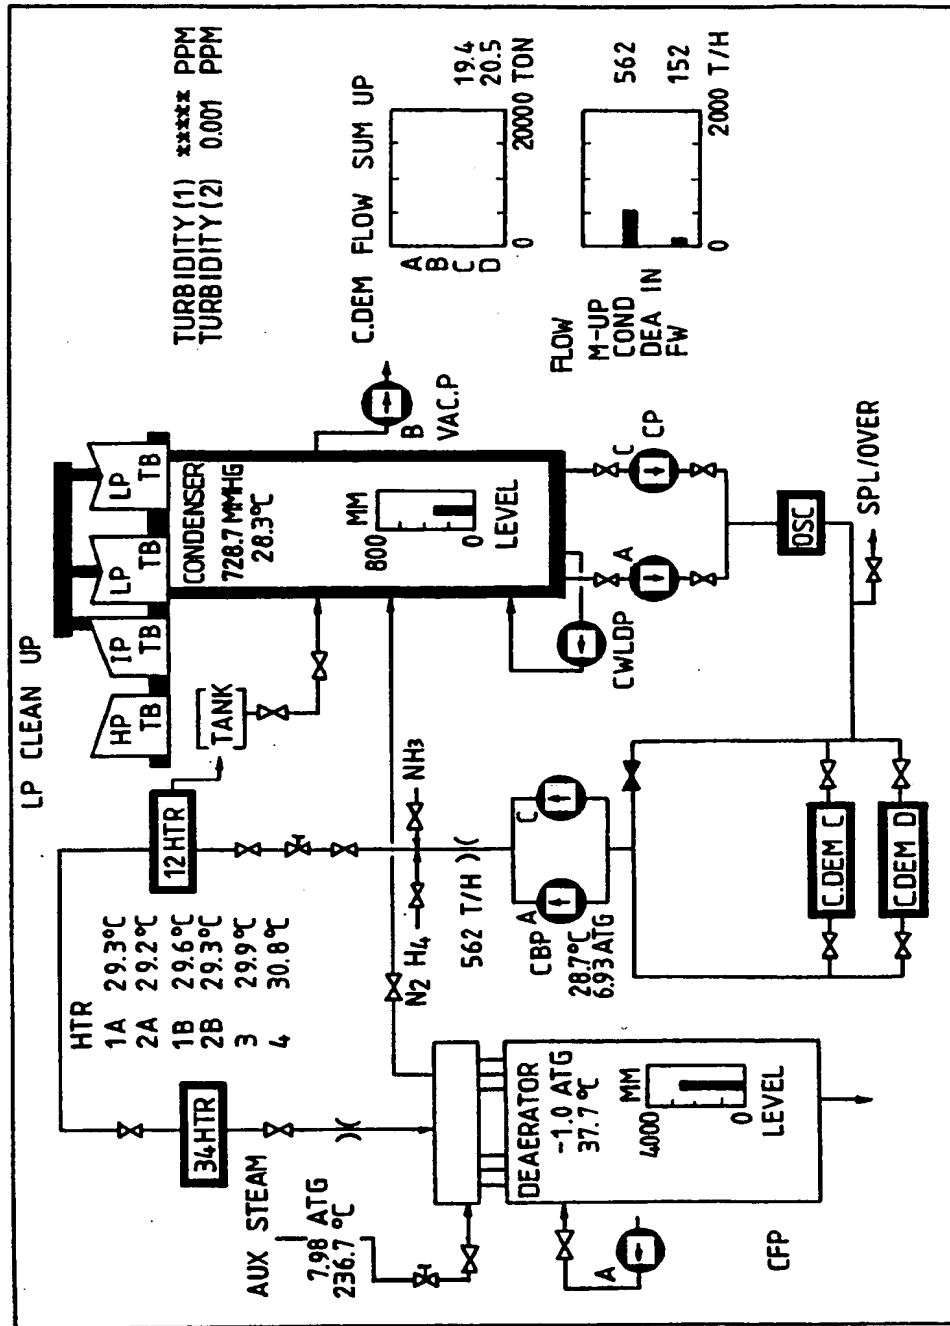 LP CLEAN UP
TURBIDITY(1) ***** PPM
TURBIDITY(2) 0.001 PPM
HP TB
IP TB
LP TB
LP TB
12 HTR
[TANK]
HTR
1A 29.3°C
2A 29.2°C
1B 29.6°C
2B 29.3°C
3 29.9°C
4 30.8°C
34HTR
AUX STEAM
7.98 ATG
236.7 °C
CONDENSER
728.7 MMHG
28.3°C
MM
800
0
LEVEL
B
VAC.P
C.DEM FLOW SUM UP
A
B
C 19.4
D 20.5
0 20000 TON
FLOW
M-UP
COND 562
DEA IN
FW 152
0 2000 T/H
N2 H4
NH3
562 T/H
CWLDP
A
C
CP
OSC
SPL/OVER
CBP A
C
28.7°C
6.93 ATG
C.DEM C
C.DEM D
DEAERATOR
-1.0 ATG
37.7 °C
MM
4000
0
LEVEL
A
CFP